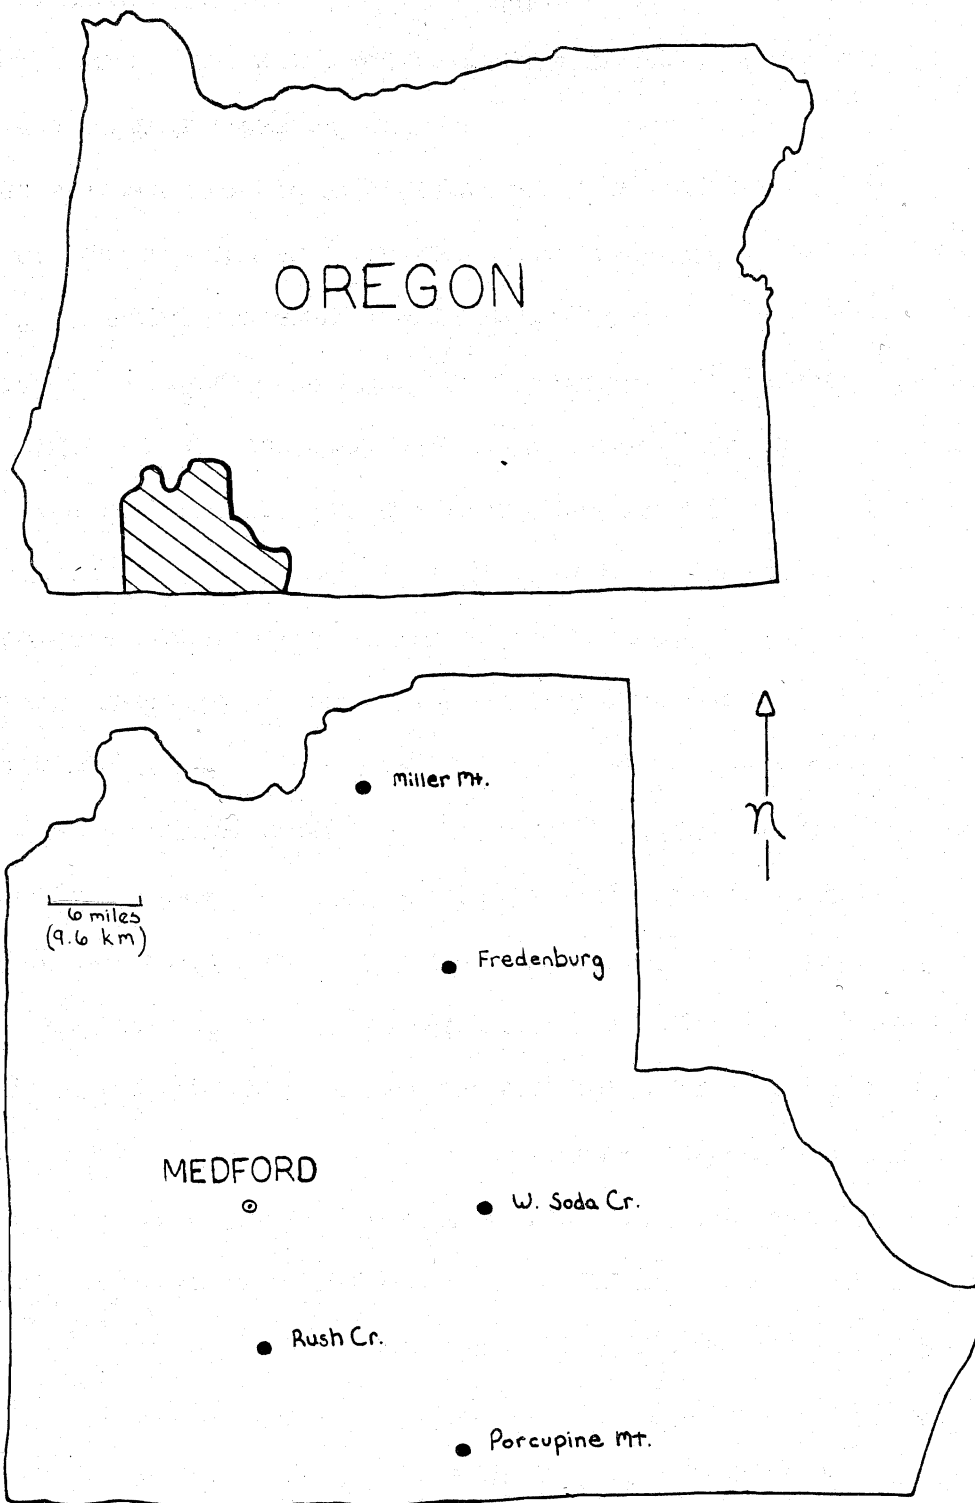 OREGON
Miller Mt.
n
6 miles
(9.6 km)
Fredenburg
MEDFORD
W. Soda Cr.
Rush Cr.
Porcupine Mt.